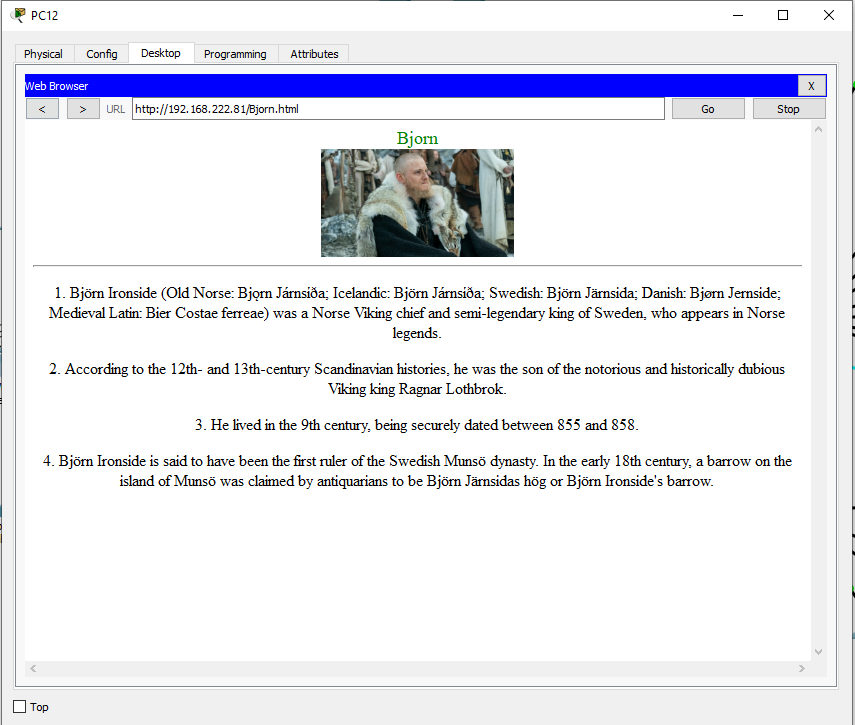 PC12
Physical Config Desktop Programming Attributes
Web Browser X
< > URL http://192.168.222.81/Bjorn.html Go Stop
Bjorn
1. Björn Ironside (Old Norse: Bjǫrn Járnsíða; Icelandic: Björn Járnsíða; Swedish: Björn Järnsida; Danish: Bjørn Jernside;
Medieval Latin: Bier Costae ferreae) was a Norse Viking chief and semi-legendary king of Sweden, who appears in Norse
legends.
2. According to the 12th- and 13th-century Scandinavian histories, he was the son of the notorious and historically dubious
Viking king Ragnar Lothbrok.
3. He lived in the 9th century, being securely dated between 855 and 858.
4. Björn Ironside is said to have been the first ruler of the Swedish Munsö dynasty. In the early 18th century, a barrow on the
island of Munsö was claimed by antiquarians to be Björn Järnsidas hög or Björn Ironside's barrow.
Top